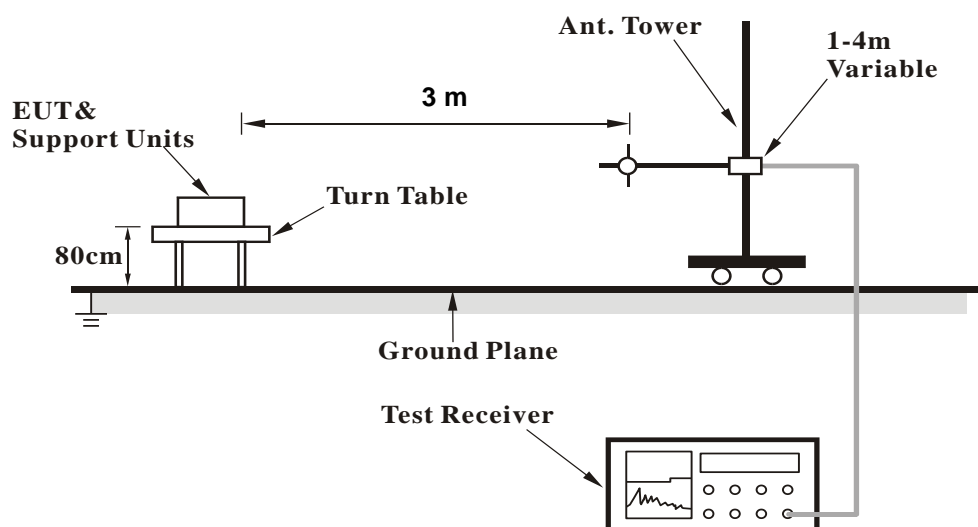 Ant. Tower
1-4m
Variable
3 m
EUT&
Support Units
Turn Table
80cm
Ground Plane
Test Receiver